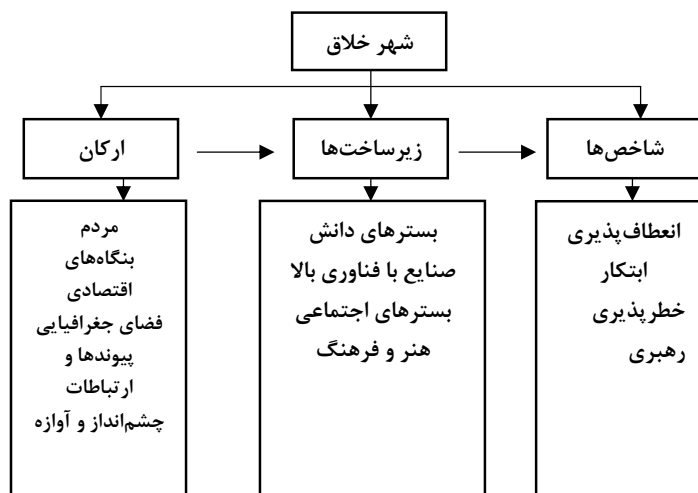 شهر خلاق
ارکان
زیرساخت‌ها
شاخص‌ها
مردم
بنگاه‌های
اقتصادی
فضای جغرافیایی
پیوندها و
ارتباطات
چشم‌انداز و آوازه
بسترهای دانش
صنایع با فناوری بالا
بسترهای اجتماعی
هنر و فرهنگ
انعطاف‌پذیری
ابتکار
خطرپذیری
رهبری